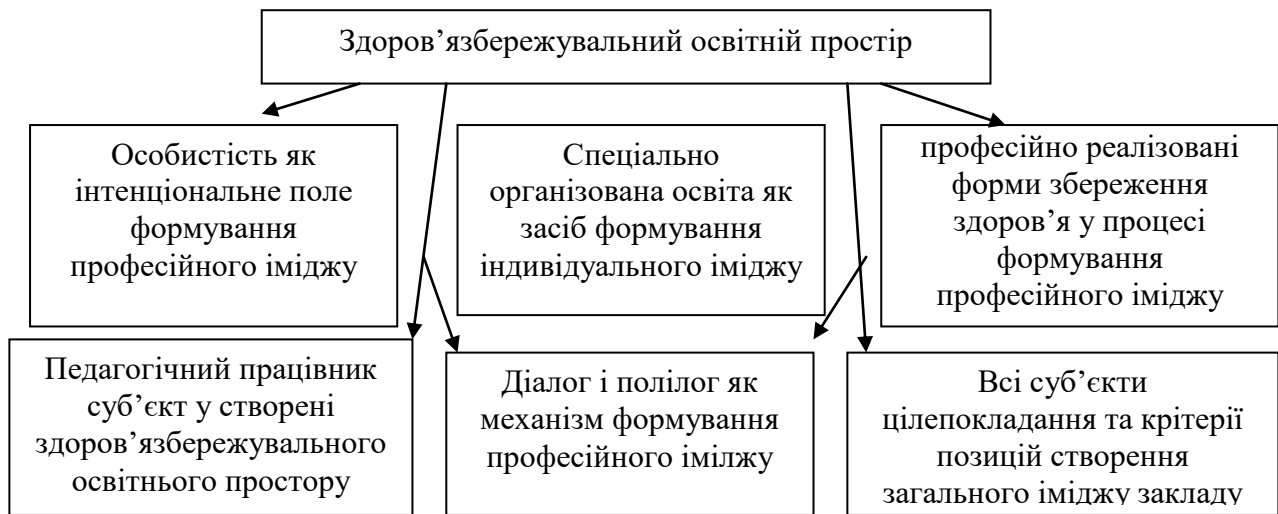 Здоров’язбережувальний освітній простір
Особистість як
інтенціональне поле
формування
професійного іміджу
Спеціально
організована освіта як
засіб формування
індивідуального іміджу
професійно реалізовані
форми збереження
здоров’я у процесі
формування
професійного іміджу
Педагогічний працівник
суб’єкт у створені
здоров’язбережувального
освітнього простору
Діалог і полілог як
механізм формування
професійного імілжу
Всі суб’єкти
цілепокладання та крітерії
позицій створення
загального іміджу закладу